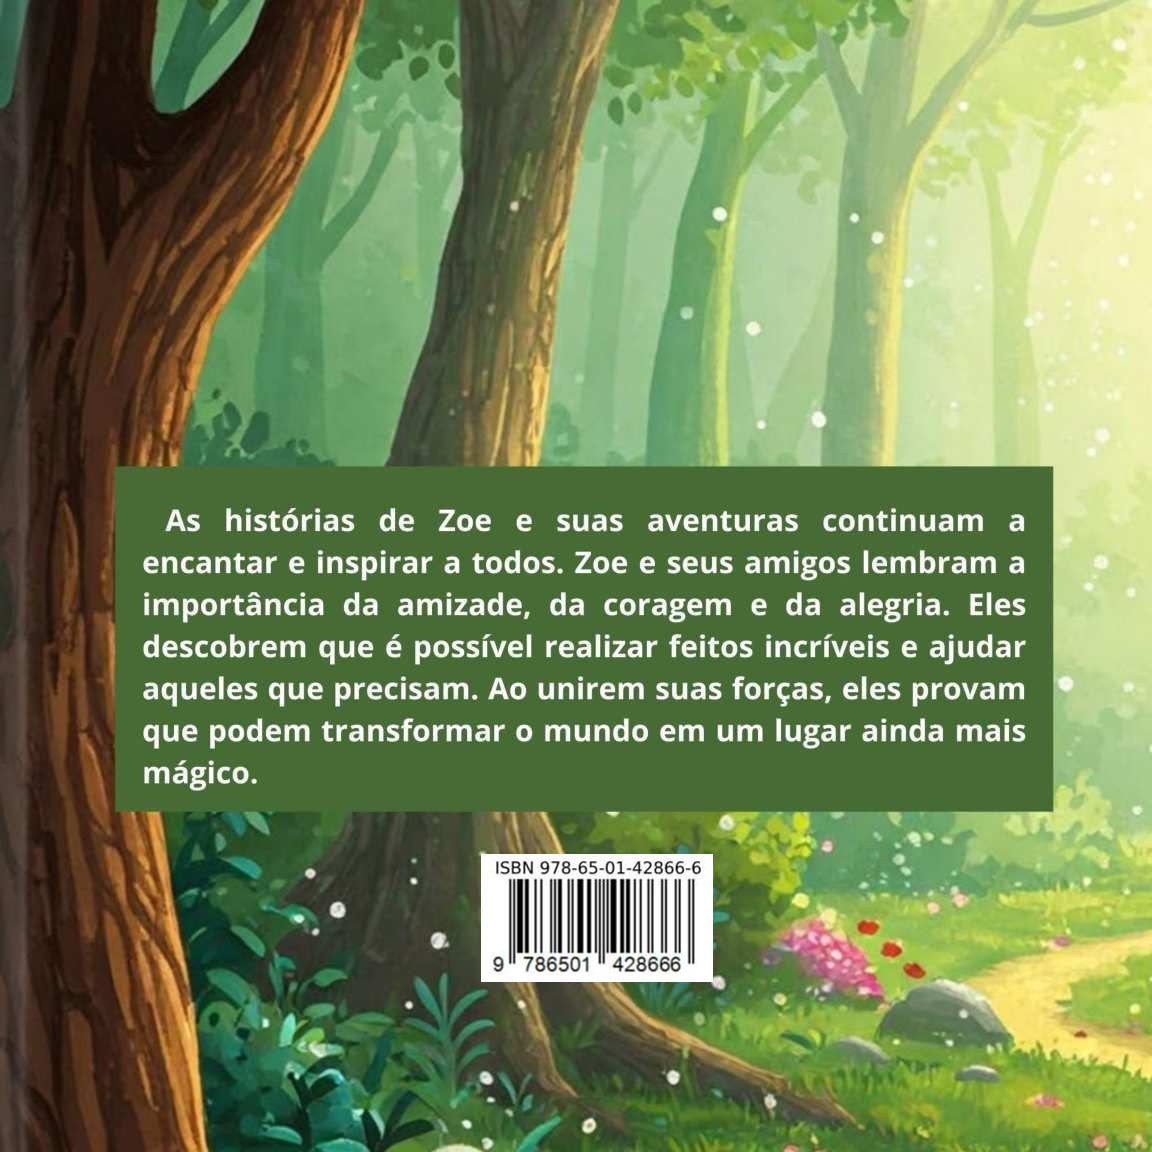 As histórias de Zoe e suas aventuras continuam a
encantar e inspirar a todos. Zoe e seus amigos lembram a
importância da amizade, da coragem e da alegria. Eles
descobrem que é possível realizar feitos incríveis e ajudar
aqueles que precisam. Ao unirem suas forças, eles provam
que podem transformar o mundo em um lugar ainda mais
mágico.
ISBN 978-65-01-42866-6
9 786501 428666